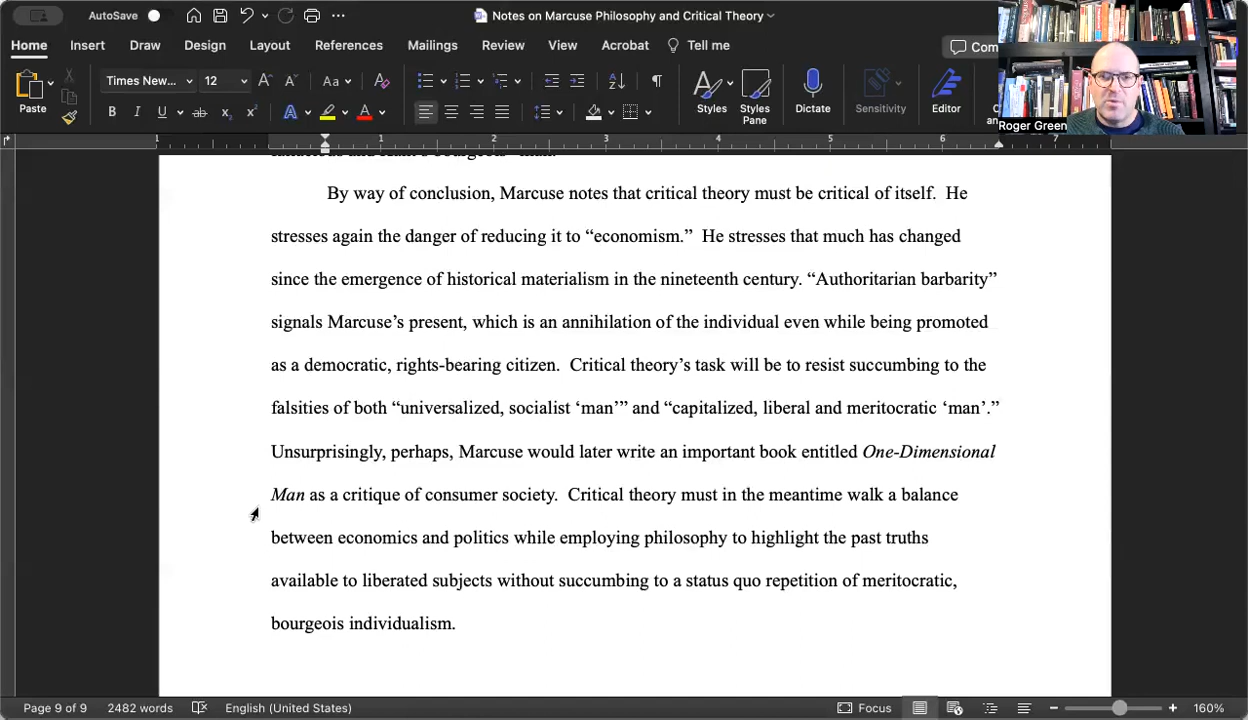 AutoSave
Notes on Marcuse Philosophy and Critical Theory
Home Insert Draw Design Layout References Mailings Review View Acrobat Tell me
Times New... 12
Paste Styles Styles Pane Dictate Sensitivity Editor
Roger Green
1 1 2 3 4 5 6 7
By way of conclusion, Marcuse notes that critical theory must be critical of itself. He
stresses again the danger of reducing it to “economism.” He stresses that much has changed
since the emergence of historical materialism in the nineteenth century. “Authoritarian barbarity”
signals Marcuse’s present, which is an annihilation of the individual even while being promoted
as a democratic, rights-bearing citizen. Critical theory’s task will be to resist succumbing to the
falsities of both “universalized, socialist ‘man’” and “capitalized, liberal and meritocratic ‘man’.”
Unsurprisingly, perhaps, Marcuse would later write an important book entitled One-Dimensional
Man as a critique of consumer society. Critical theory must in the meantime walk a balance
between economics and politics while employing philosophy to highlight the past truths
available to liberated subjects without succumbing to a status quo repetition of meritocratic,
bourgeois individualism.
Page 9 of 9 2482 words English (United States) Focus 160%